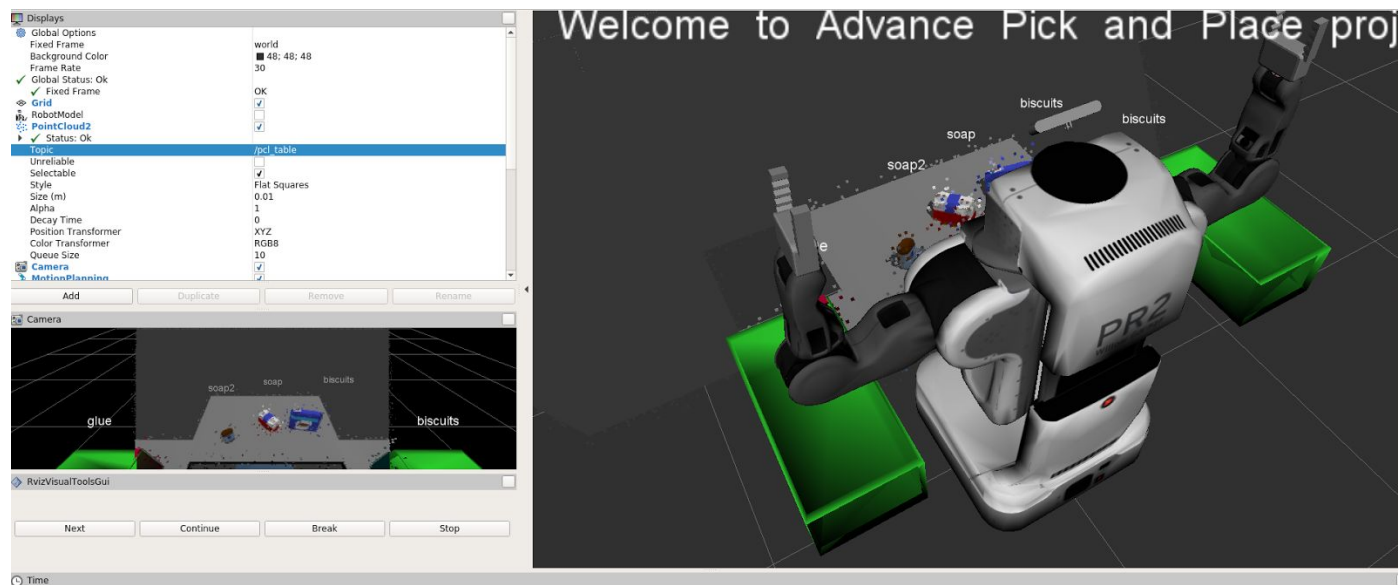 Displays
Global Options
Fixed Frame world
Background Color 48; 48; 48
Frame Rate 30
Global Status: Ok
Fixed Frame OK
Grid
RobotModel
PointCloud2
Status: Ok
Topic /pcl_table
Unreliable
Selectable
Style Flat Squares
Size (m) 0.01
Alpha 1
Decay Time 0
Position Transformer XYZ
Color Transformer RGB8
Queue Size 10
Camera
MotionPlanning
Add Duplicate Remove Rename
Camera
soap2 soap biscuits
glue biscuits
RvizVisualToolsGui
Next Continue Break Stop
Time
Welcome to Advance Pick and Place proj
biscuits
biscuits
soap
soap2
e
PR2